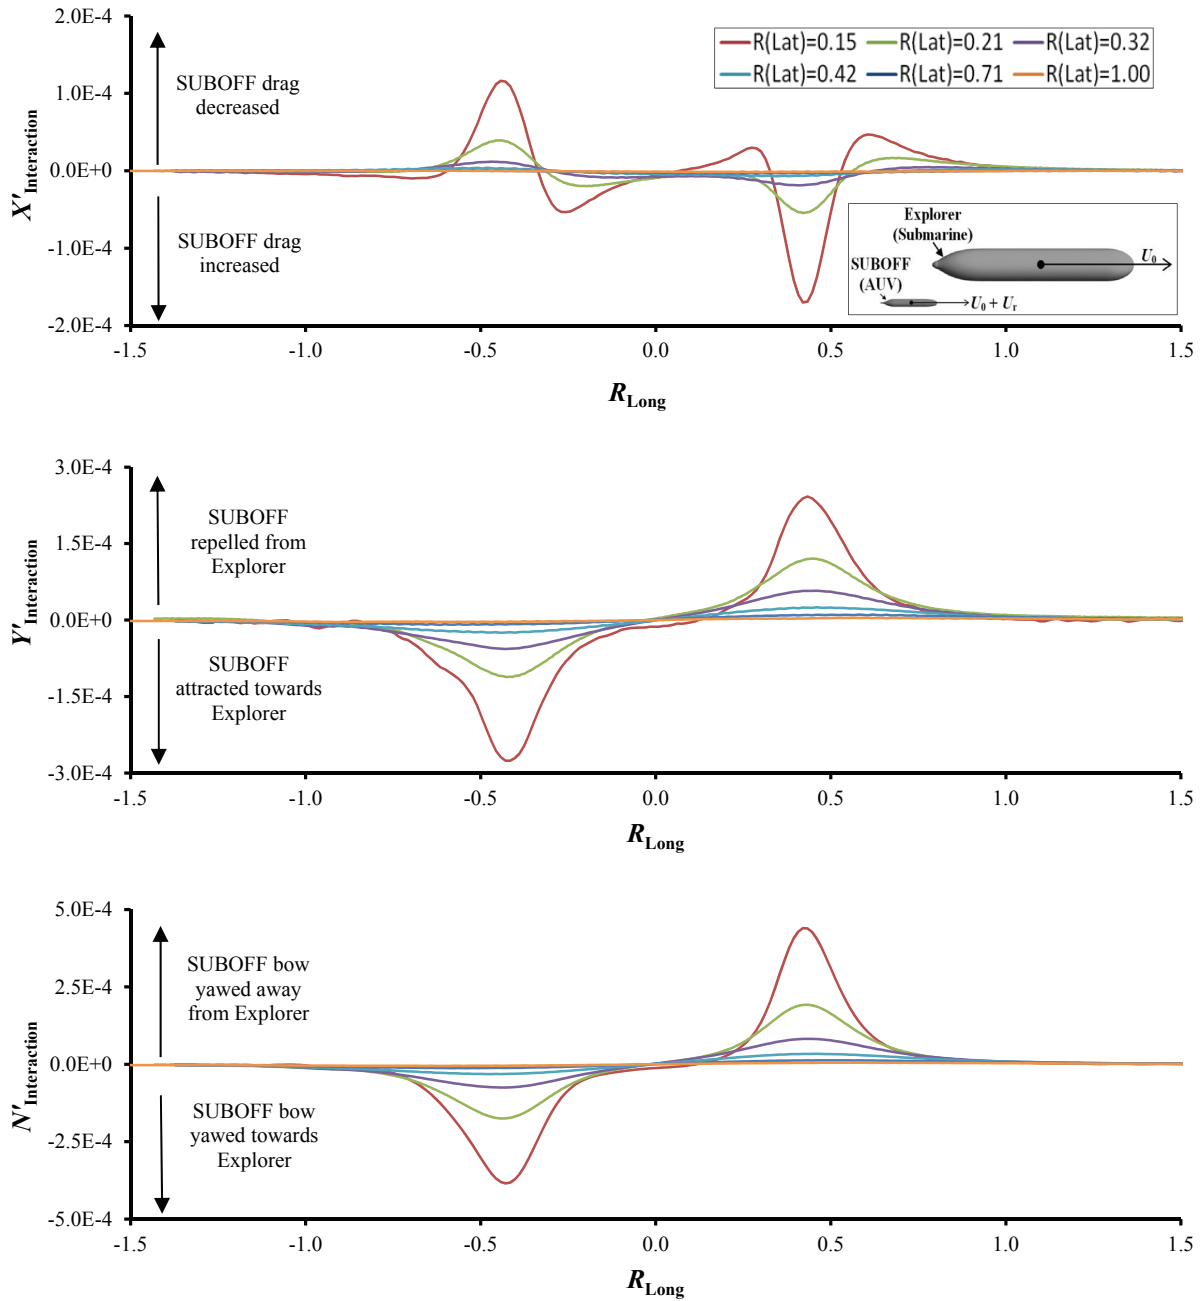 2.0E-4
1.0E-4
0.0E+0
-1.0E-4
-2.0E-4
X'Interaction
SUBOFF drag
decreased
SUBOFF drag
increased
R(Lat)=0.15 R(Lat)=0.21 R(Lat)=0.32
R(Lat)=0.42 R(Lat)=0.71 R(Lat)=1.00
Explorer
(Submarine)
U0
SUBOFF
(AUV)
U0 + Ur
-1.5 -1.0 -0.5 0.0 0.5 1.0 1.5
RLong
3.0E-4
1.5E-4
0.0E+0
-1.5E-4
-3.0E-4
Y'Interaction
SUBOFF
repelled from
Explorer
SUBOFF
attracted towards
Explorer
-1.5 -1.0 -0.5 0.0 0.5 1.0 1.5
RLong
5.0E-4
2.5E-4
0.0E+0
-2.5E-4
-5.0E-4
N'Interaction
SUBOFF bow
yawed away
from Explorer
SUBOFF bow
yawed towards
Explorer
-1.5 -1.0 -0.5 0.0 0.5 1.0 1.5
RLong